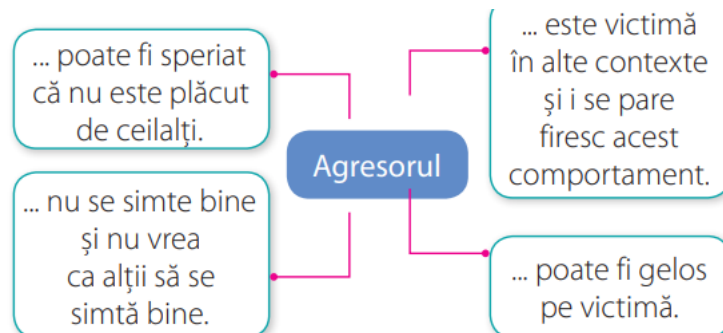 ... poate fi speriat
că nu este plăcut
de ceilalți.
... nu se simte bine
și nu vrea
ca alții să se
simtă bine.
Agresorul
... este victimă
în alte contexte
și i se pare
firesc acest
comportament.
... poate fi gelos
pe victimă.